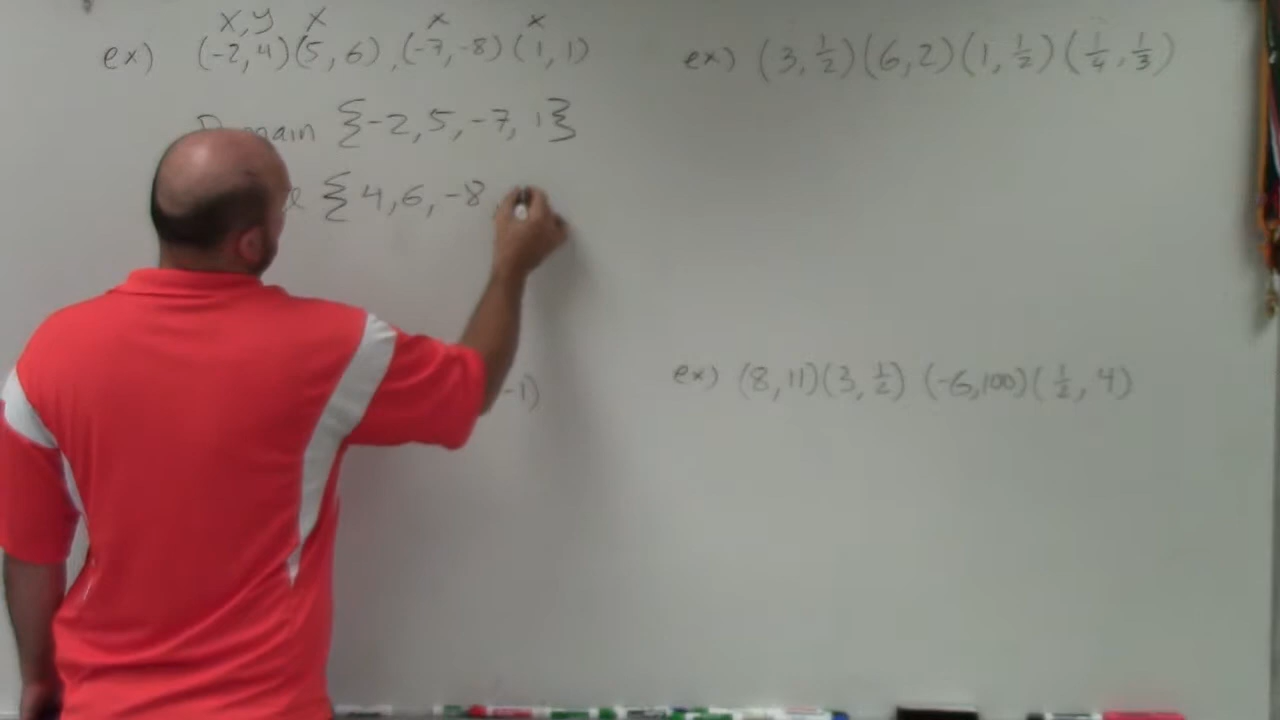 x, y x x x
ex) (-2, 4)(5, 6), (-7, -8)(1, 1)
{-2, 5, -7, 1}
{4, 6, -8,
-1)
ex) (3, 1/2)(6, 2)(1, 1/2)(1/4, 1/3)
ex) (8, 11)(3, 1/2) (-6, 100)(1/2, 4)